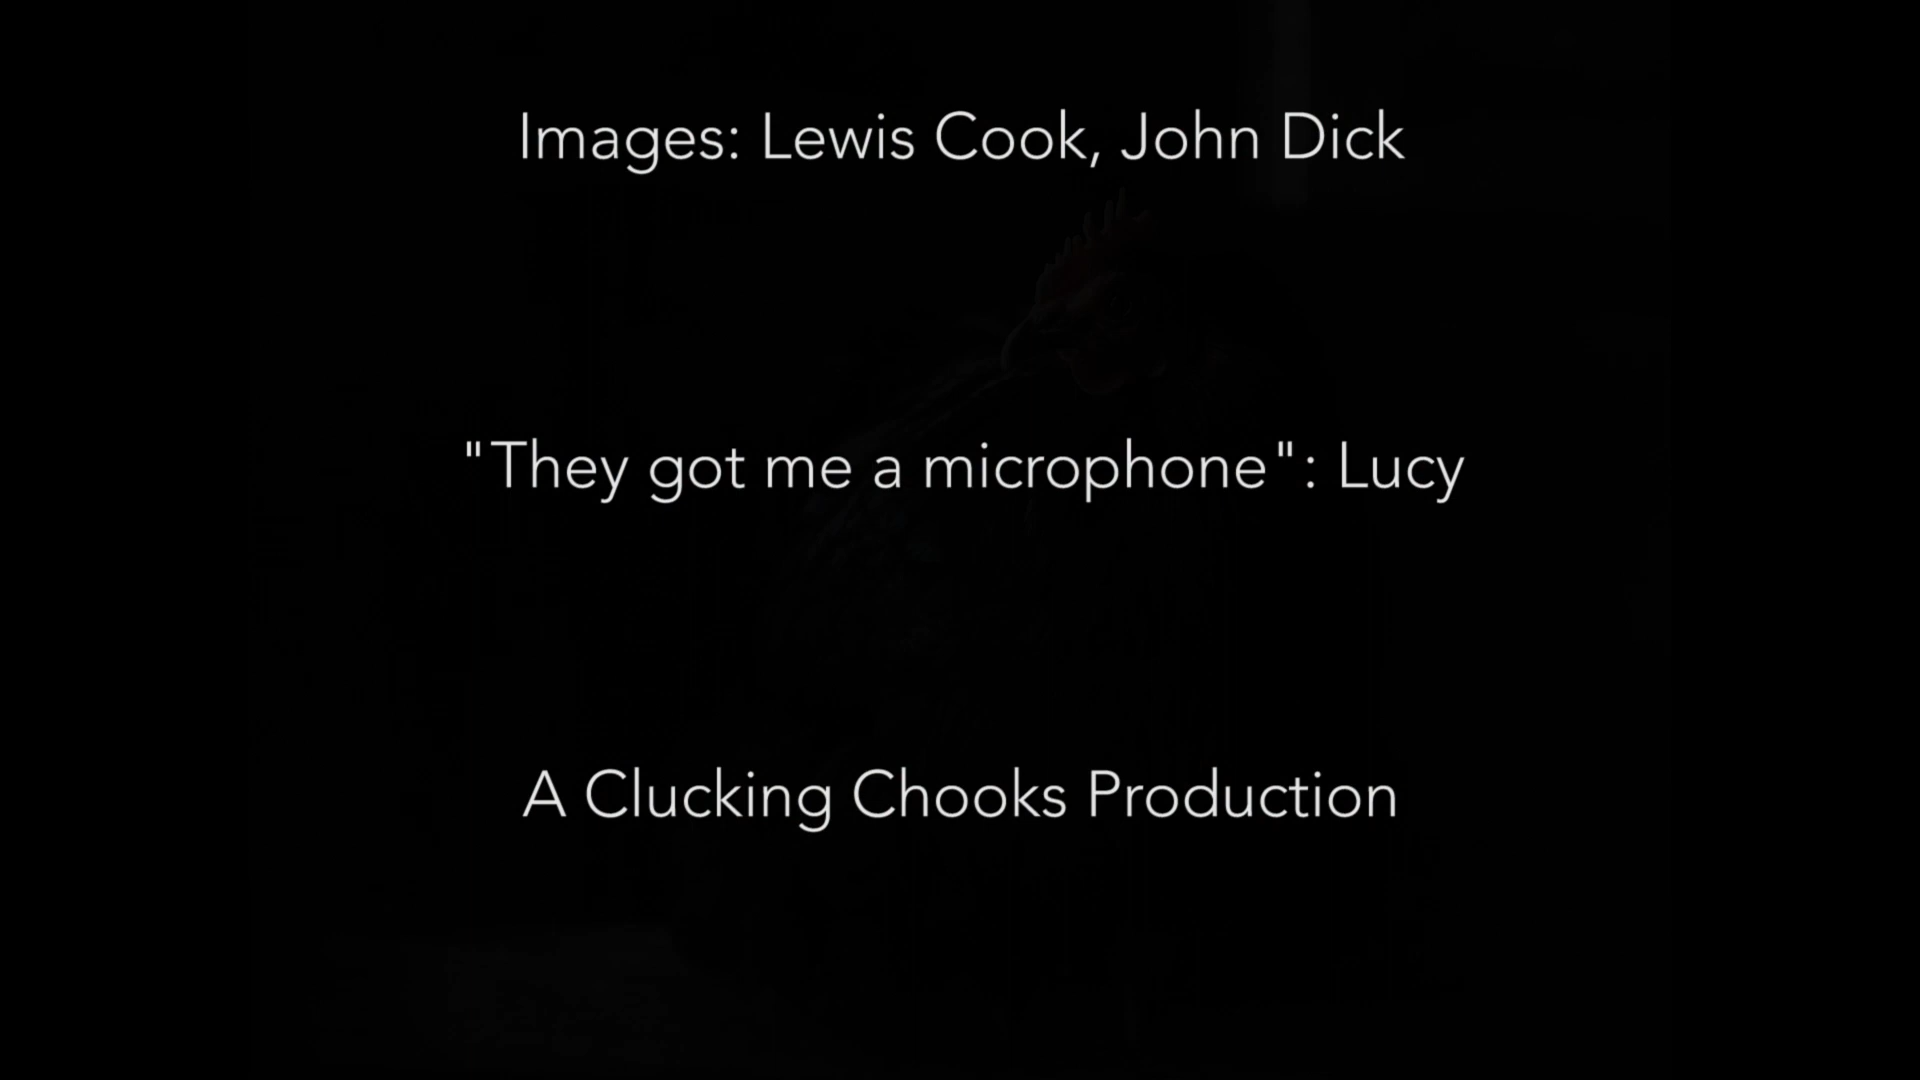 Images: Lewis Cook, John Dick
"They got me a microphone": Lucy
A Clucking Chooks Production